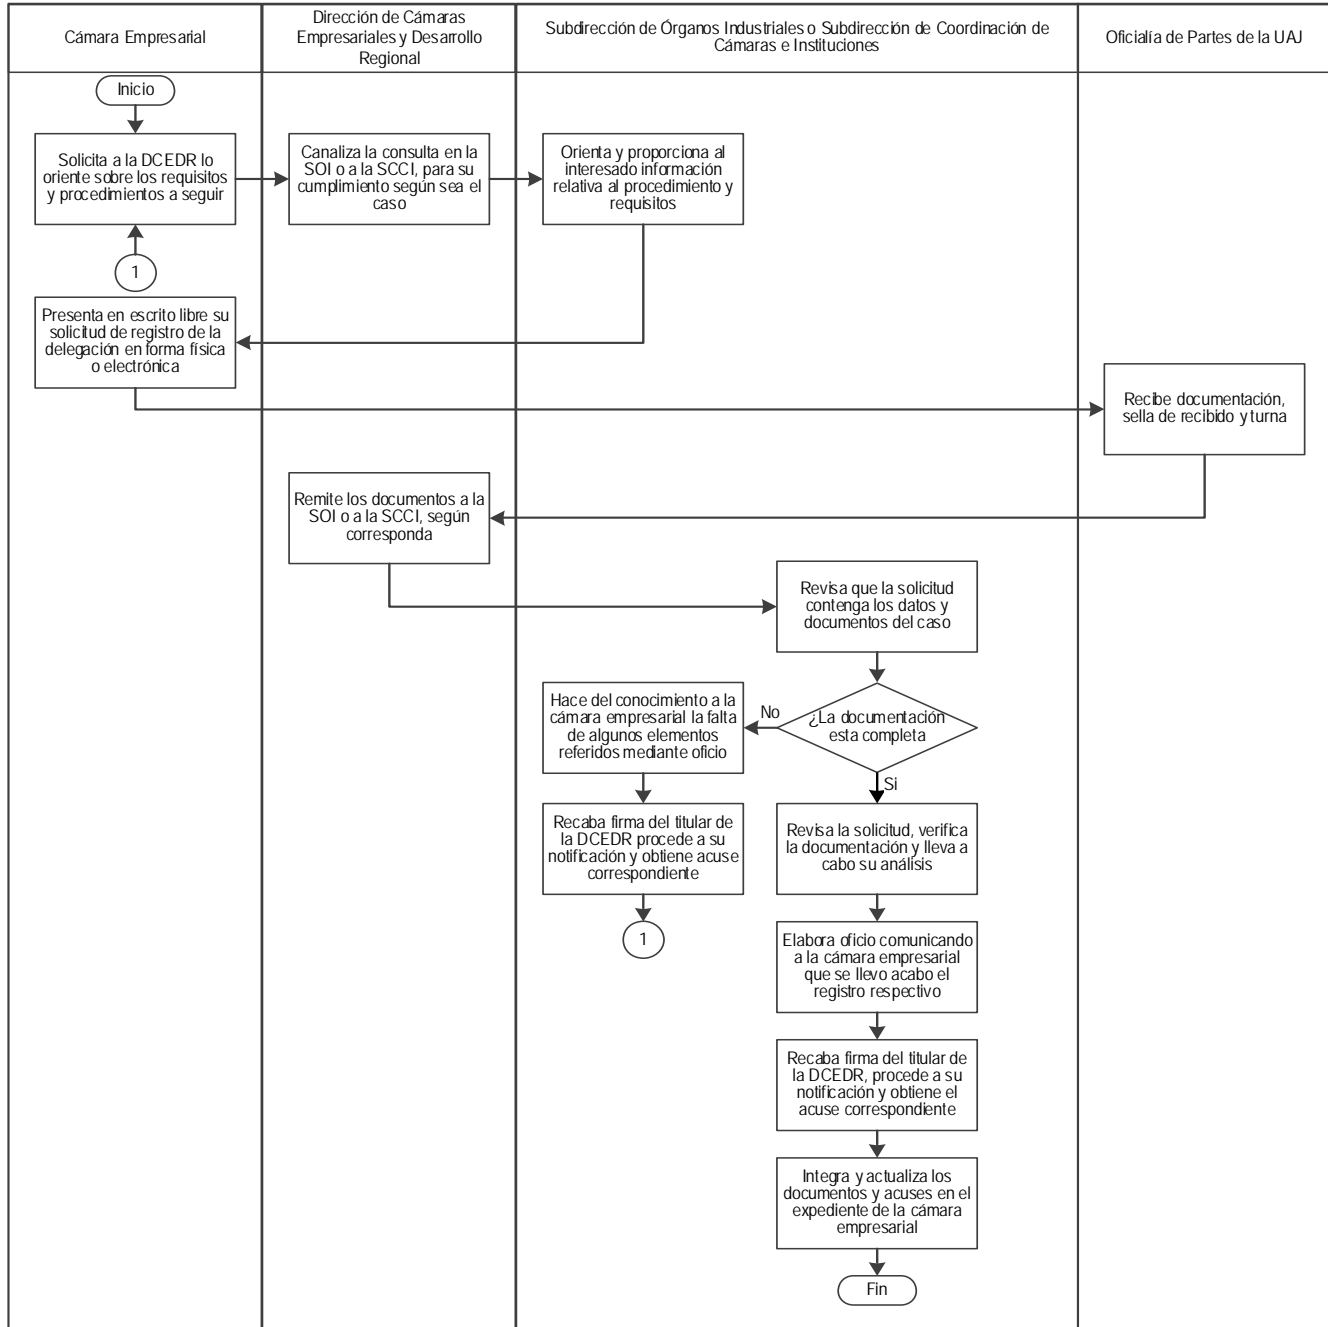 Cámara Empresarial
Dirección de Cámaras
Empresariales y Desarrollo
Regional
Subdirección de Órganos Industriales o Subdirección de Coordinación de
Cámaras e Instituciones
Oficialía de Partes de la UAJ
Inicio
Solicita a la DCEDR lo
oriente sobre los requisitos
y procedimientos a seguir
Canaliza la consulta en la
SOI o a la SCCI, para su
cumplimiento según sea el
caso
Orienta y proporciona al
interesado información
relativa al procedimiento y
requisitos
1
Presenta en escrito libre su
solicitud de registro de la
delegación en forma física
o electrónica
Recibe documentación,
sella de recibido y turna
Remite los documentos a la
SOI o a la SCCI, según
corresponda
Revisa que la solicitud
contenga los datos y
documentos del caso
¿La documentación
esta completa
No
Si
Hace del conocimiento a la
cámara empresarial la falta
de algunos elementos
referidos mediante oficio
Recaba firma del titular de
la DCEDR procede a su
notificación y obtiene acuse
correspondiente
1
Revisa la solicitud, verifica
la documentación y lleva a
cabo su análisis
Elabora oficio comunicando
a la cámara empresarial
que se llevo acabo el
registro respectivo
Recaba firma del titular de
la DCEDR, procede a su
notificación y obtiene el
acuse correspondiente
Integra y actualiza los
documentos y acuses en el
expediente de la cámara
empresarial
Fin